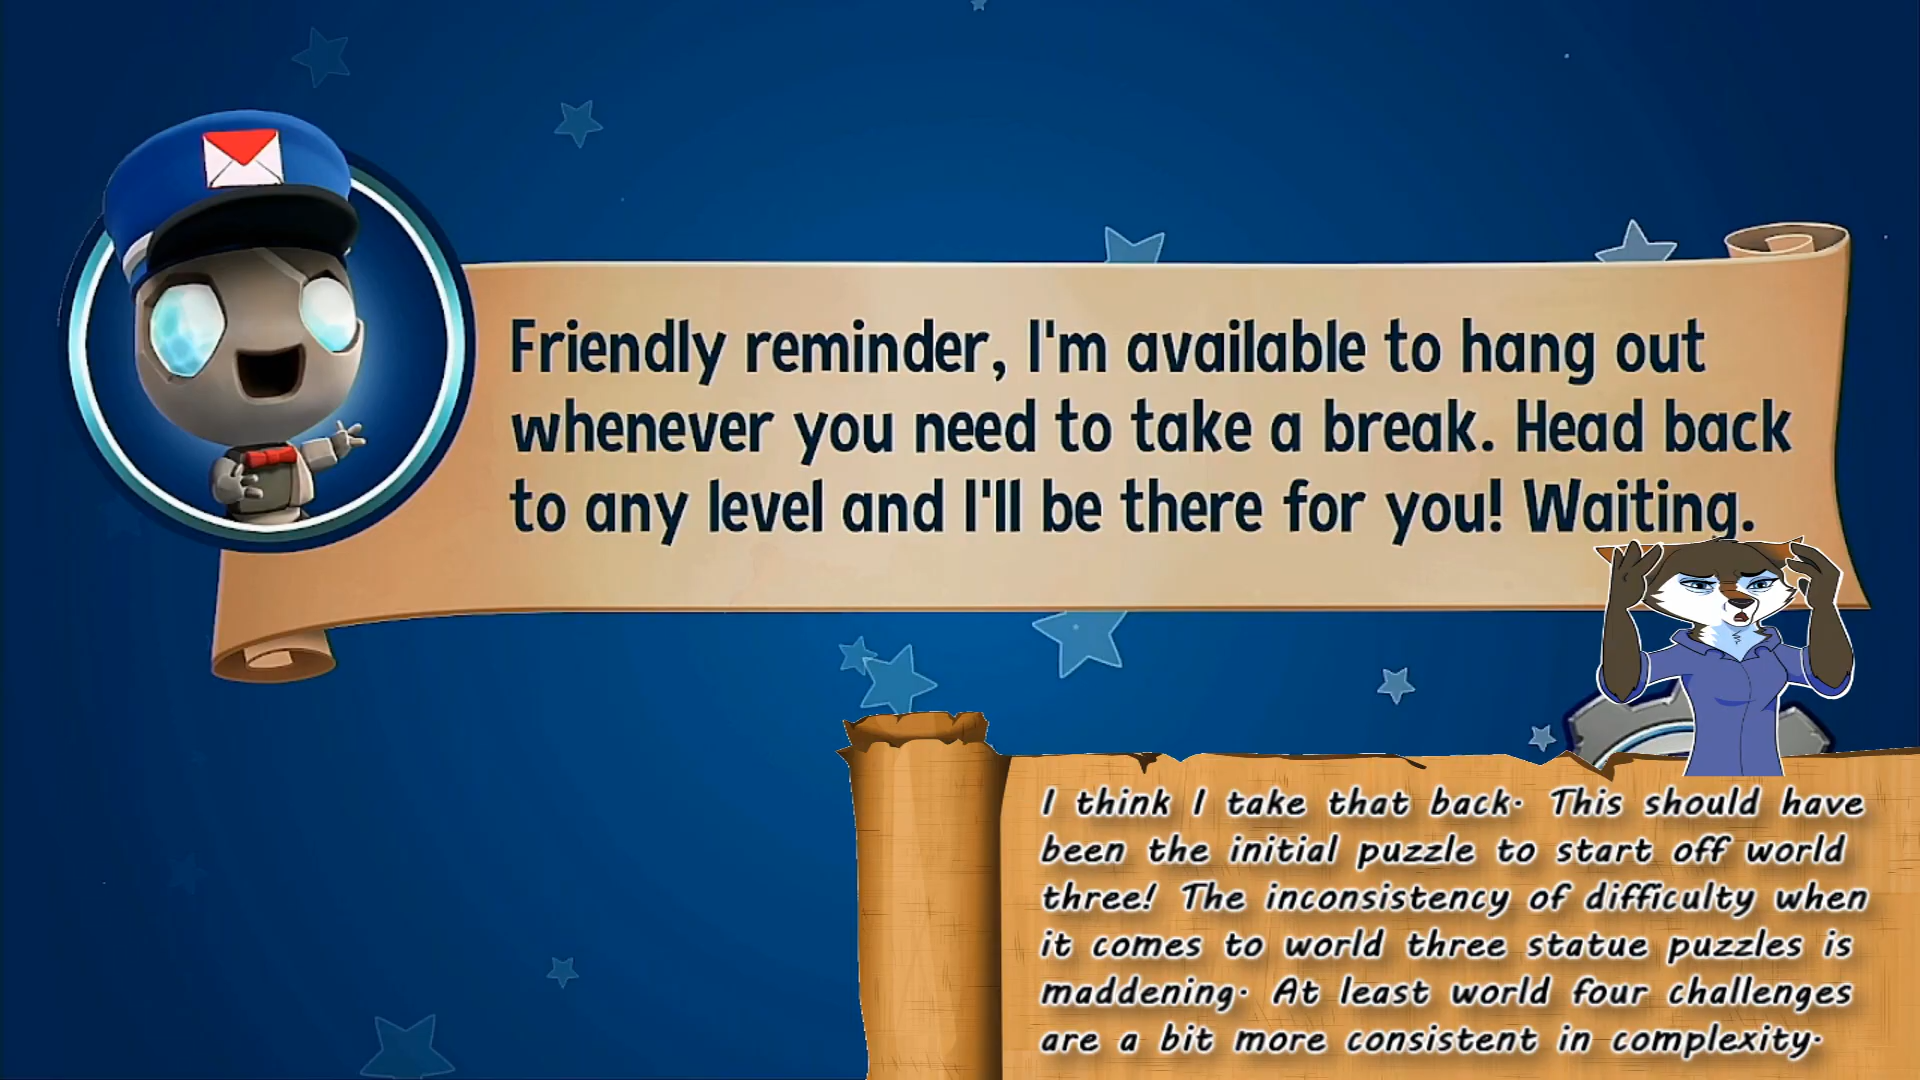 Friendly reminder, I'm available to hang out
whenever you need to take a break. Head back
to any level and I'll be there for you! Waiting.
I think I take that back. This should have
been the initial puzzle to start off world
three! The inconsistency of difficulty when
it comes to world three statue puzzles is
maddening. At least world four challenges
are a bit more consistent in complexity.